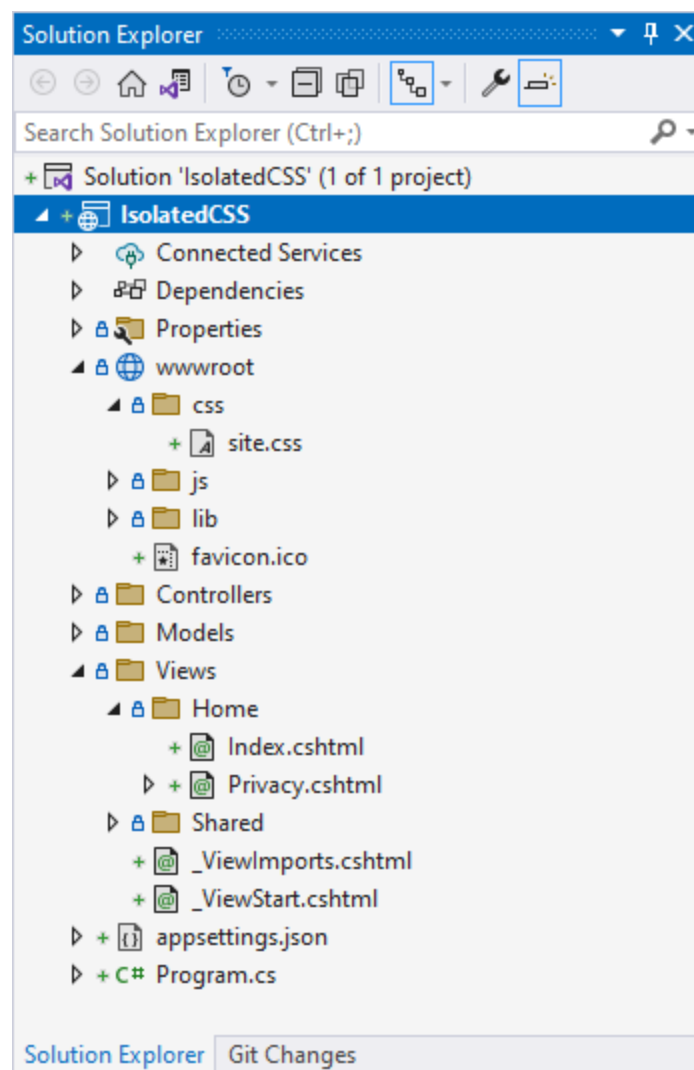 Solution Explorer
Search Solution Explorer (Ctrl+;)
Solution 'IsolatedCSS' (1 of 1 project)
IsolatedCSS
Connected Services
Dependencies
Properties
wwwroot
css
site.css
js
lib
favicon.ico
Controllers
Models
Views
Home
Index.cshtml
Privacy.cshtml
Shared
_ViewImports.cshtml
_ViewStart.cshtml
appsettings.json
C# Program.cs
Solution Explorer Git Changes